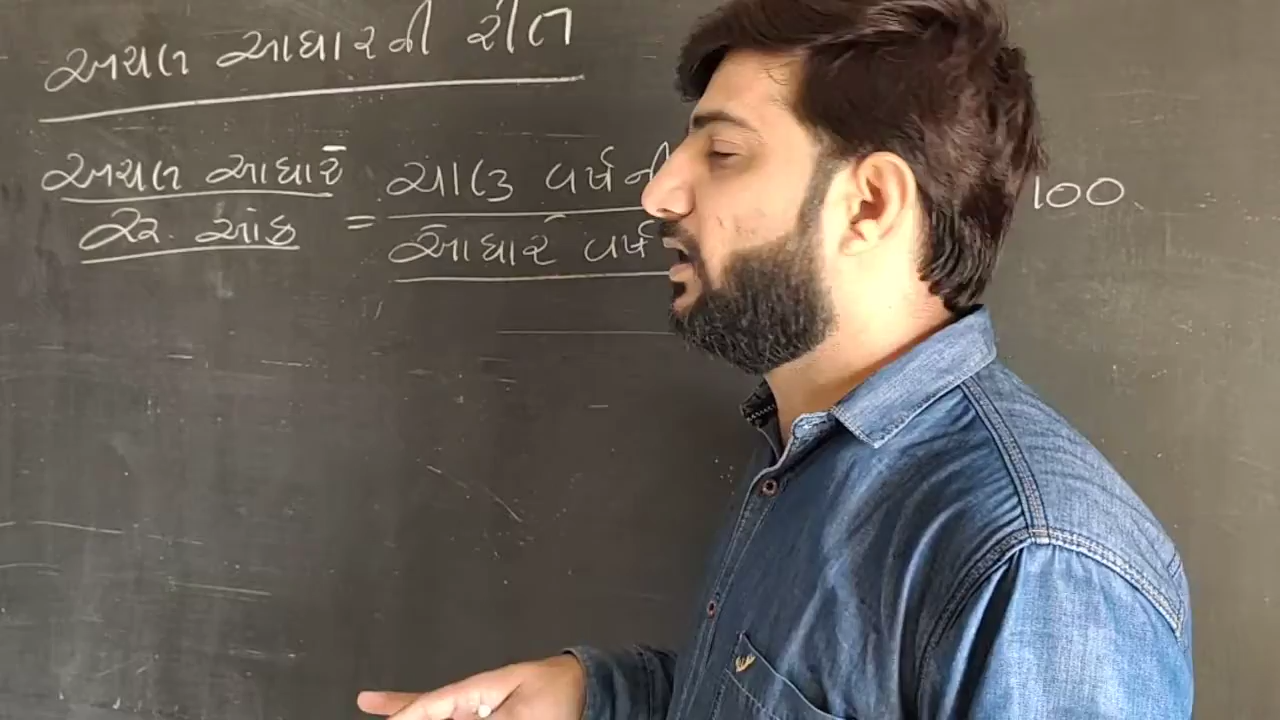 અચલ આધારની રીત
અચલ આધારે
સૂ. આંક = ચાલુ વર્ષની 100
આધાર વર્ષ